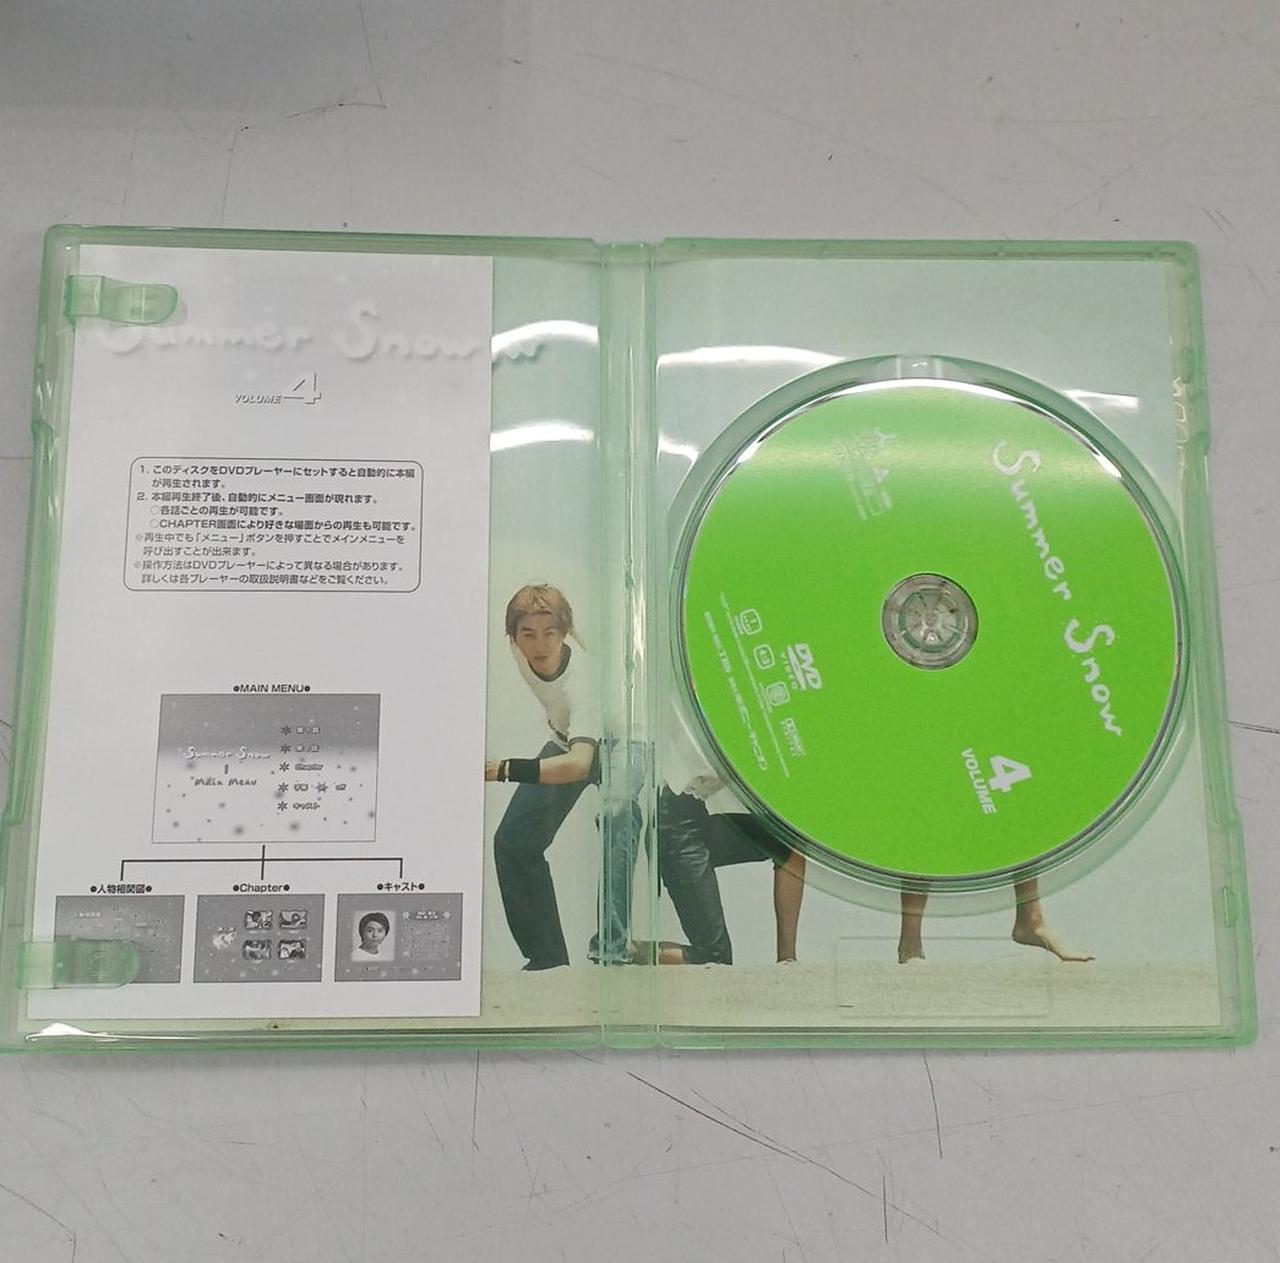 Summer Snow
VOLUME 4
1. このディスクをDVDプレーヤーにセットすると自動的に本編
が再生されます。
2. 本編再生終了後、自動的にメニュー画面が現れます。
○各話ごとの再生が可能です。
○CHAPTER画面により好きな場面からの再生も可能です。
※再生中でも「メニュー」ボタンを押すことでメインメニューを
呼び出すことが出来ます。
※操作方法はDVDプレーヤーによって異なる場合があります。
詳しくは各プレーヤーの取扱説明書などをご覧ください。
●MAIN MENU●
Summer Snow
Main Menu
Chapter
キャスト
●人物相関図●
●Chapter●
●キャスト●
Summer Snow
4
VOLUME
DVD
VIDEO